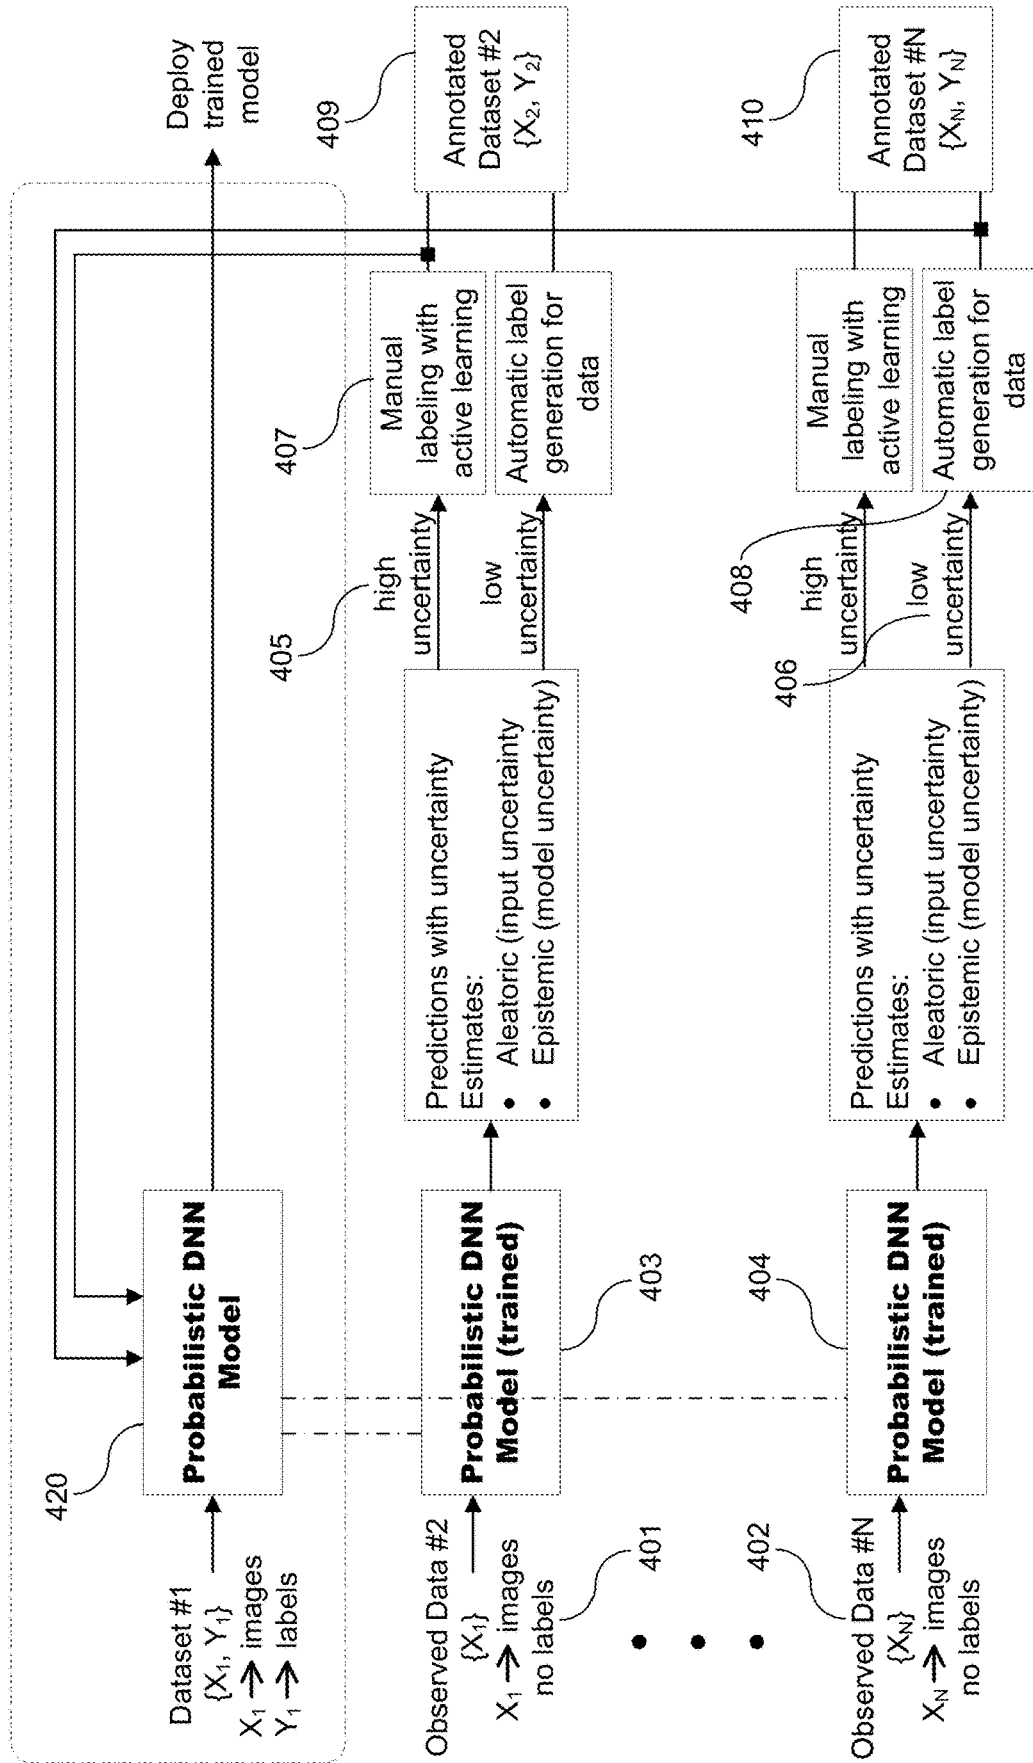 Dataset #1
{X₁, Y₁}
X₁ → images
Y₁ → labels
420
Probabilistic DNN
Model
Deploy
trained
model
Observed Data #2
{X₁}
X₁ → images
no labels
401
Probabilistic DNN
Model (trained)
403
Predictions with uncertainty
Estimates:
• Aleatoric (input uncertainty
• Epistemic (model uncertainty)
405
high
uncertainty
low
uncertainty
407
Manual
labeling with
active learning
Automatic label
generation for
data
409
Annotated
Dataset #2
{X₂, Y₂}
402
Observed Data #N
{X_N}
X_N → images
no labels
404
Probabilistic DNN
Model (trained)
Predictions with uncertainty
Estimates:
• Aleatoric (input uncertainty
• Epistemic (model uncertainty)
406
408
high
uncertainty
low
uncertainty
Manual
labeling with
active learning
Automatic label
generation for
data
410
Annotated
Dataset #N
{X_N, Y_N}